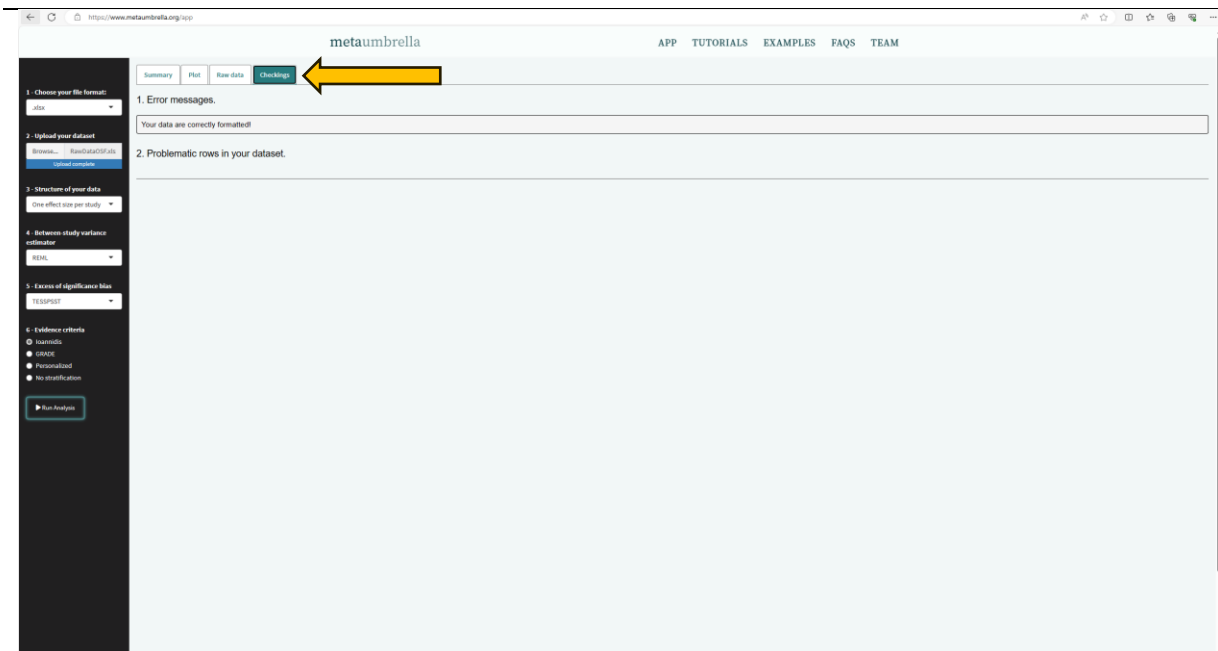 https://www.metaumbrella.org/app
metaumbrella
APP TUTORIALS EXAMPLES FAQS TEAM
Summary Plot Raw data Checkings
1 - Choose your file format:
.xlsx
2 - Upload your dataset
Browse... RawDataOSF.xls
Upload complete
3 - Structure of your data
One effect size per study
4 - Between-study variance
estimator
REML
5 - Excess of significance bias
TESSPSST
6 - Evidence criteria
Ioannidis
GRADE
Personalized
No stratification
Run Analysis
1. Error messages.
Your data are correctly formatted!
2. Problematic rows in your dataset.